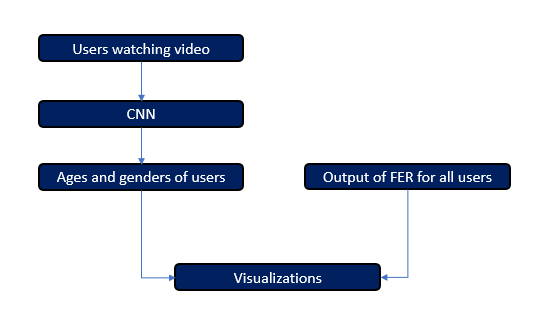 Users watching video
CNN
Ages and genders of users
Output of FER for all users
Visualizations